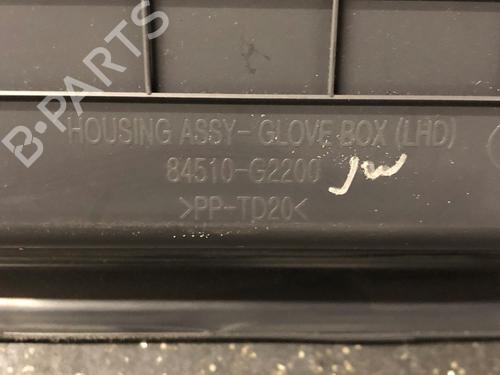 B-PARTS
HOUSING ASSY- GLOVE BOX (LHD)
84510-G2200 JW
>PP-TD20<